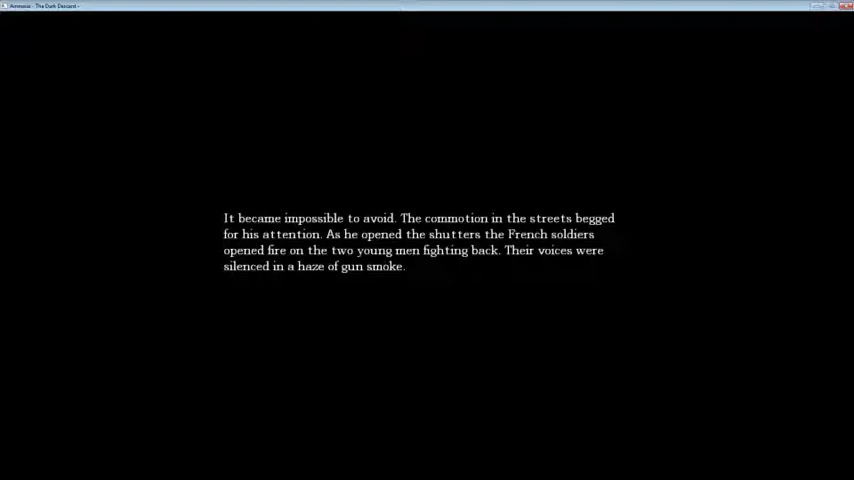 Amnesia - The Dark Descent -
It became impossible to avoid. The commotion in the streets begged
for his attention. As he opened the shutters the French soldiers
opened fire on the two young men fighting back. Their voices were
silenced in a haze of gun smoke.